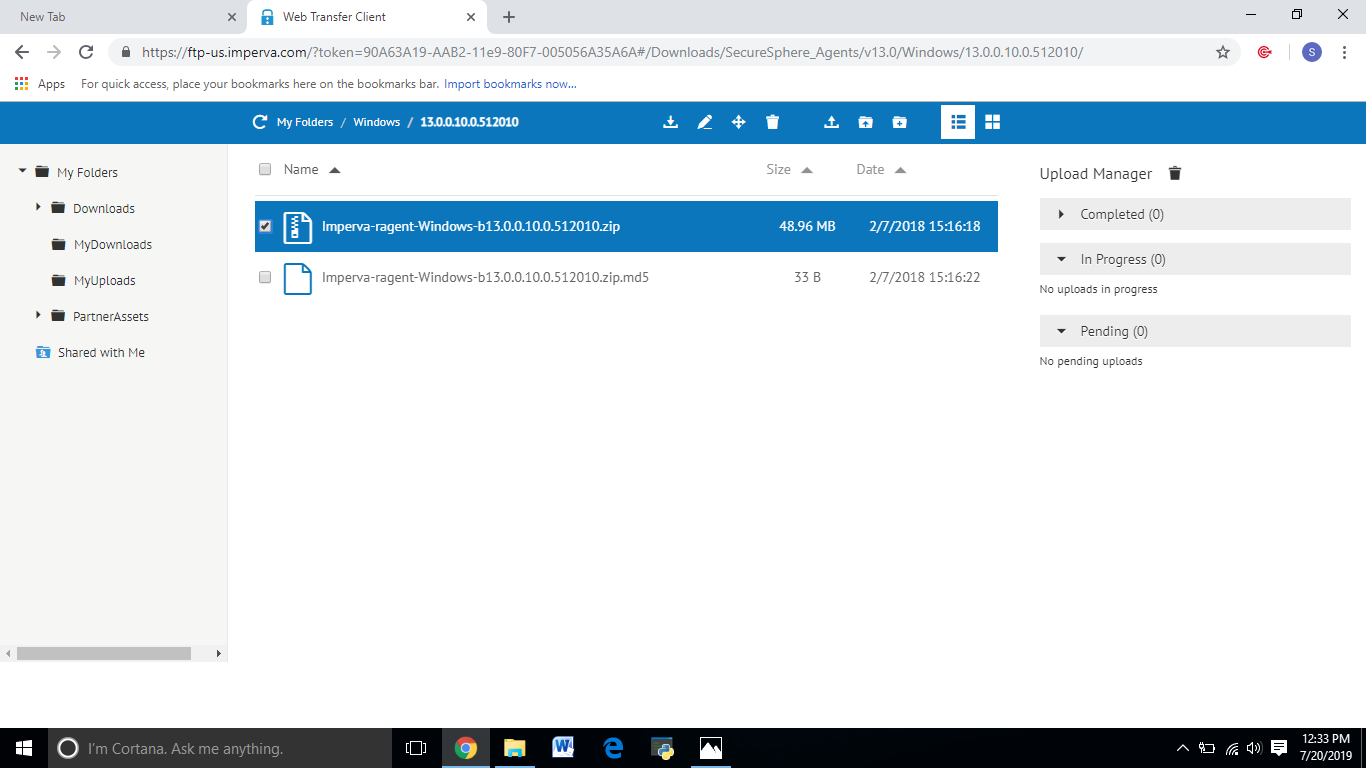 New Tab
Web Transfer Client
https://ftp-us.imperva.com/?token=90A63A19-AAB2-11e9-80F7-005056A35A6A#/Downloads/SecureSphere_Agents/v13.0/Windows/13.0.0.10.0.512010/
S
Apps
For quick access, place your bookmarks here on the bookmarks bar. Import bookmarks now...
My Folders / Windows / 13.0.0.10.0.512010
My Folders
Downloads
MyDownloads
MyUploads
PartnerAssets
Shared with Me
Name Size Date
Imperva-ragent-Windows-b13.0.0.10.0.512010.zip 48.96 MB 2/7/2018 15:16:18
Imperva-ragent-Windows-b13.0.0.10.0.512010.zip.md5 33 B 2/7/2018 15:16:22
Upload Manager
Completed (0)
In Progress (0)
No uploads in progress
Pending (0)
No pending uploads
I'm Cortana. Ask me anything.
12:33 PM
7/20/2019